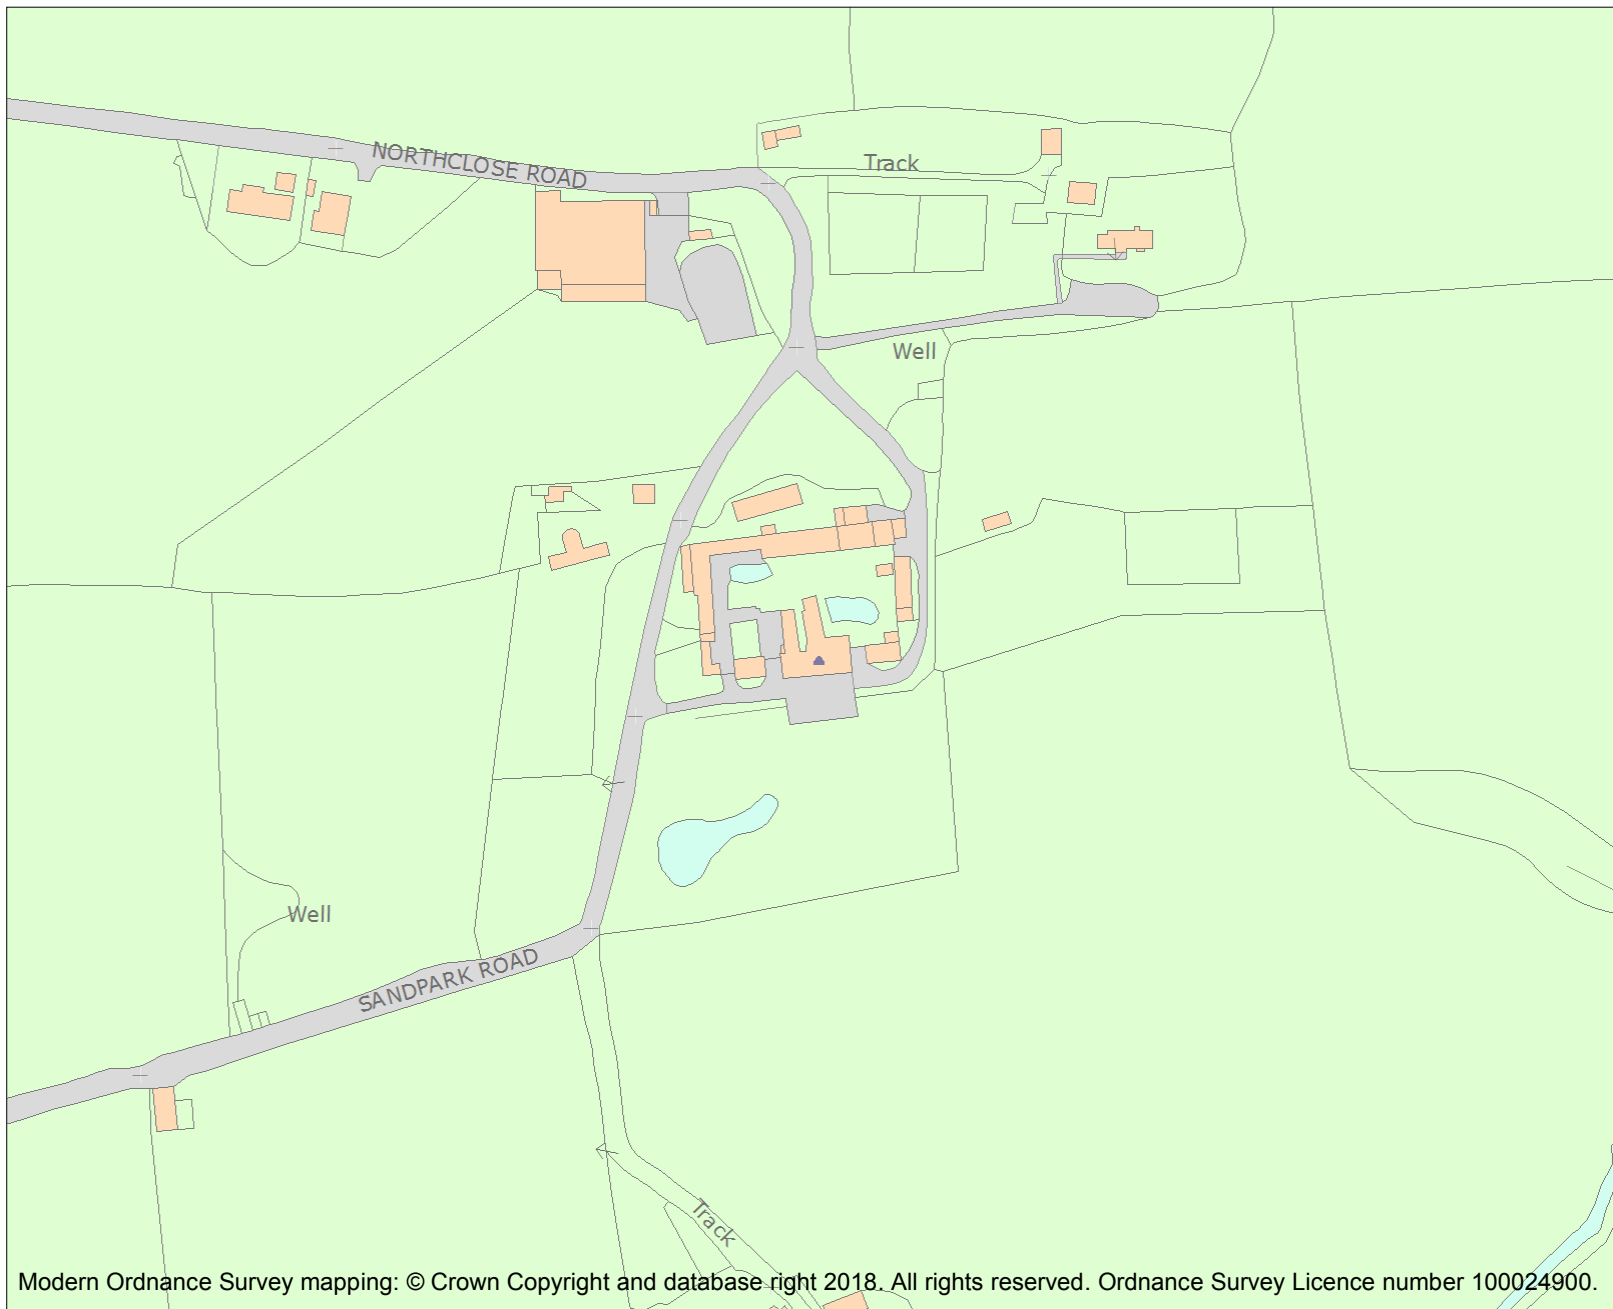 NORTHCLOSE ROAD
Track
Well
Well
SANDPARK ROAD
Track
Modern Ordnance Survey mapping: © Crown Copyright and database right 2018. All rights reserved. Ordnance Survey Licence number 100024900.